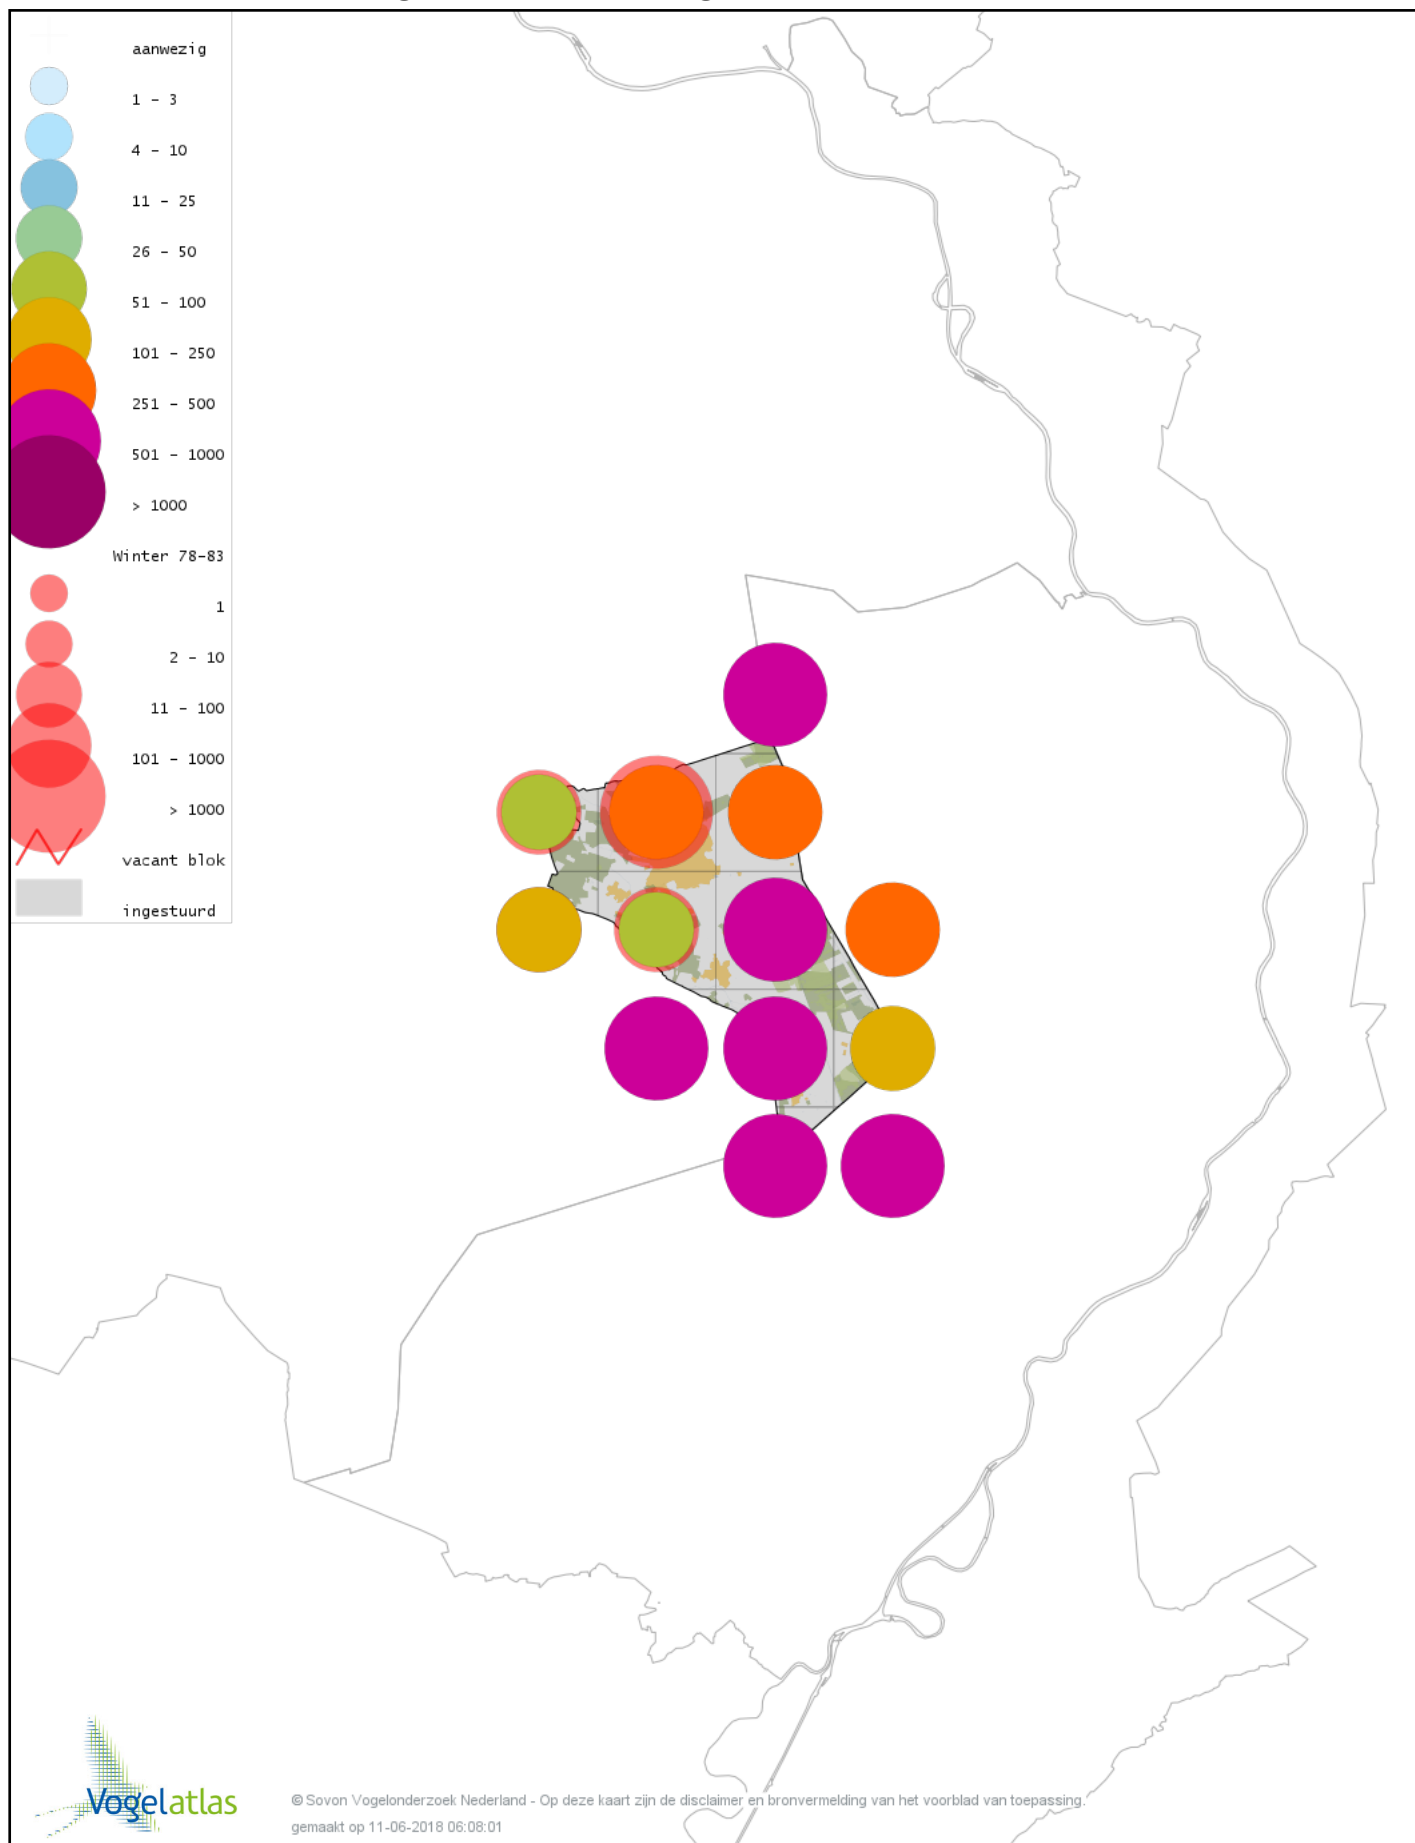 aanwezig
1 - 3
4 - 10
11 - 25
26 - 50
51 - 100
101 - 250
251 - 500
501 - 1000
> 1000
Winter 78-83
1
2 - 10
11 - 100
101 - 1000
> 1000
vacant blok
ingestuurd
Vogelatlas
© Sovon Vogelonderzoek Nederland - Op deze kaart zijn de disclaimer en bronvermelding van het voorblad van toepassing.
gemaakt op 11-06-2018 06:08:01